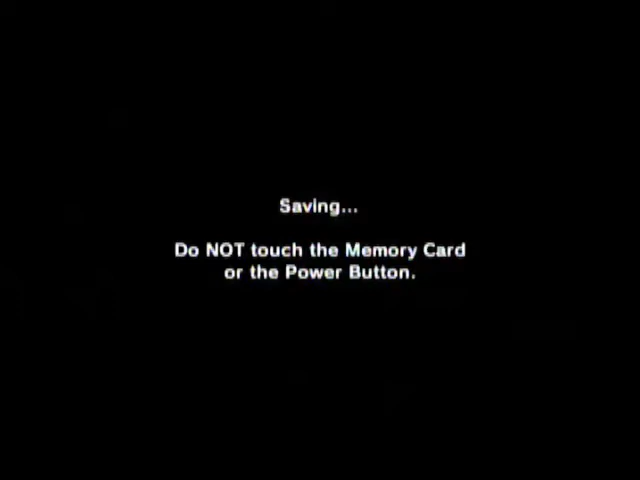 Saving...
Do NOT touch the Memory Card
or the Power Button.